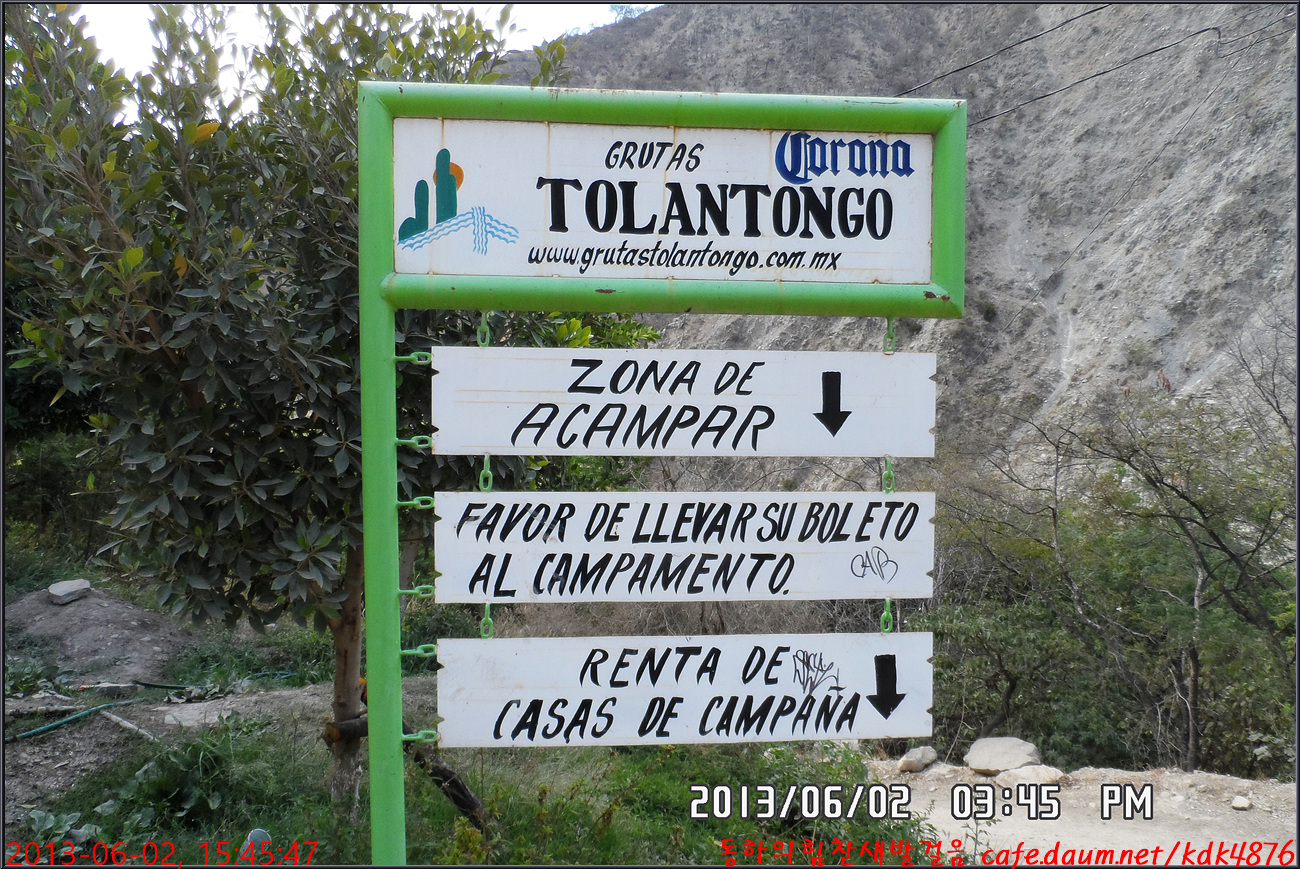 GRUTAS
Corona
TOLANTONGO
www.grutastolantongo.com.mx
ZONA DE
ACAMPAR
FAVOR DE LLEVAR SU BOLETO
AL CAMPAMENTO.
RENTA DE
CASAS DE CAMPAÑA
2013/06/02 03:45 PM
2013-06-02, 15:45:47
동하의힘찬새발걸음 cafe.daum.net/kdk4876